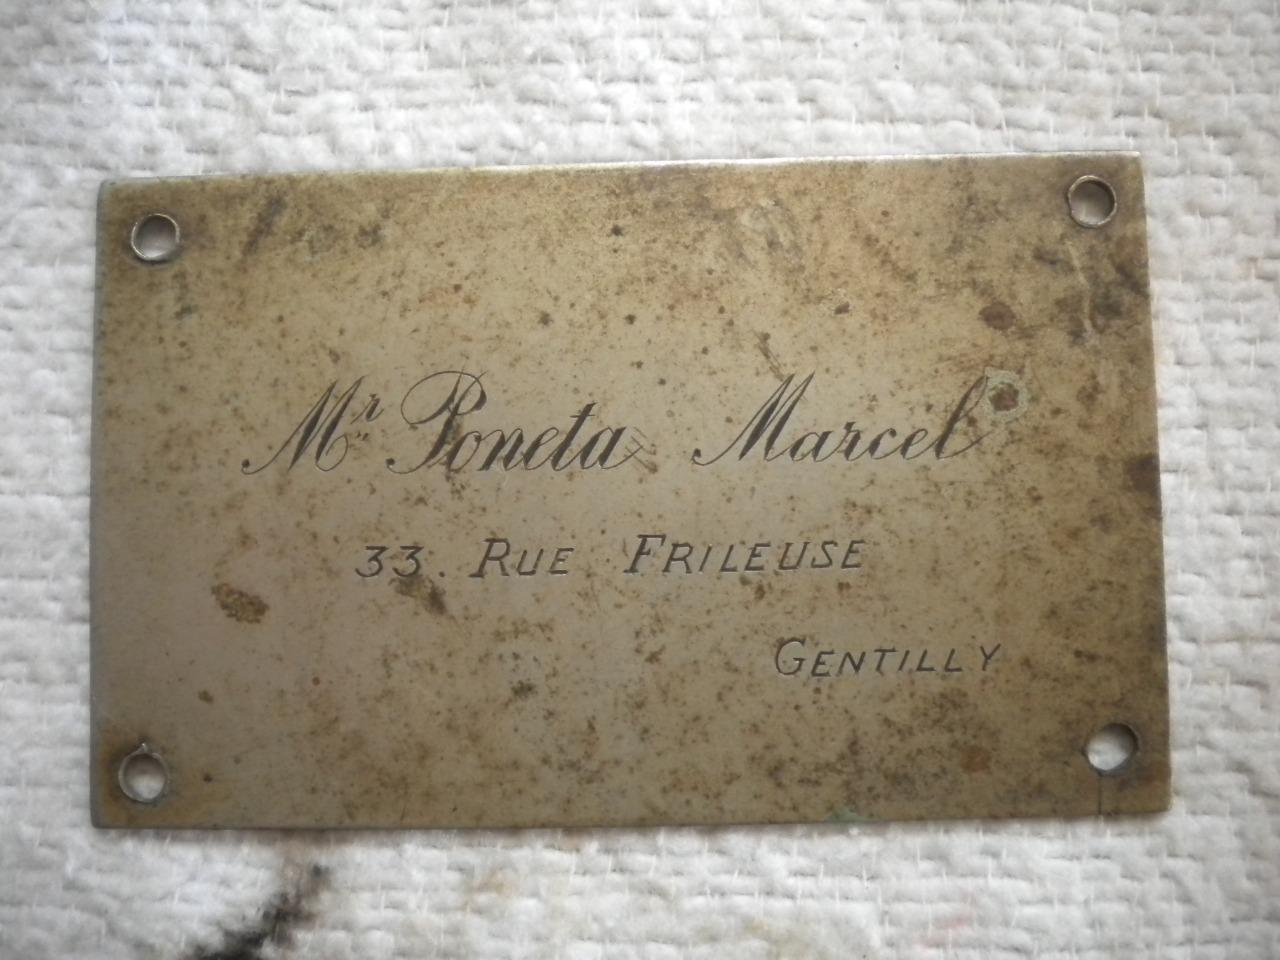 Mr Poneta Marcel
33. RUE FRILEUSE
GENTILLY